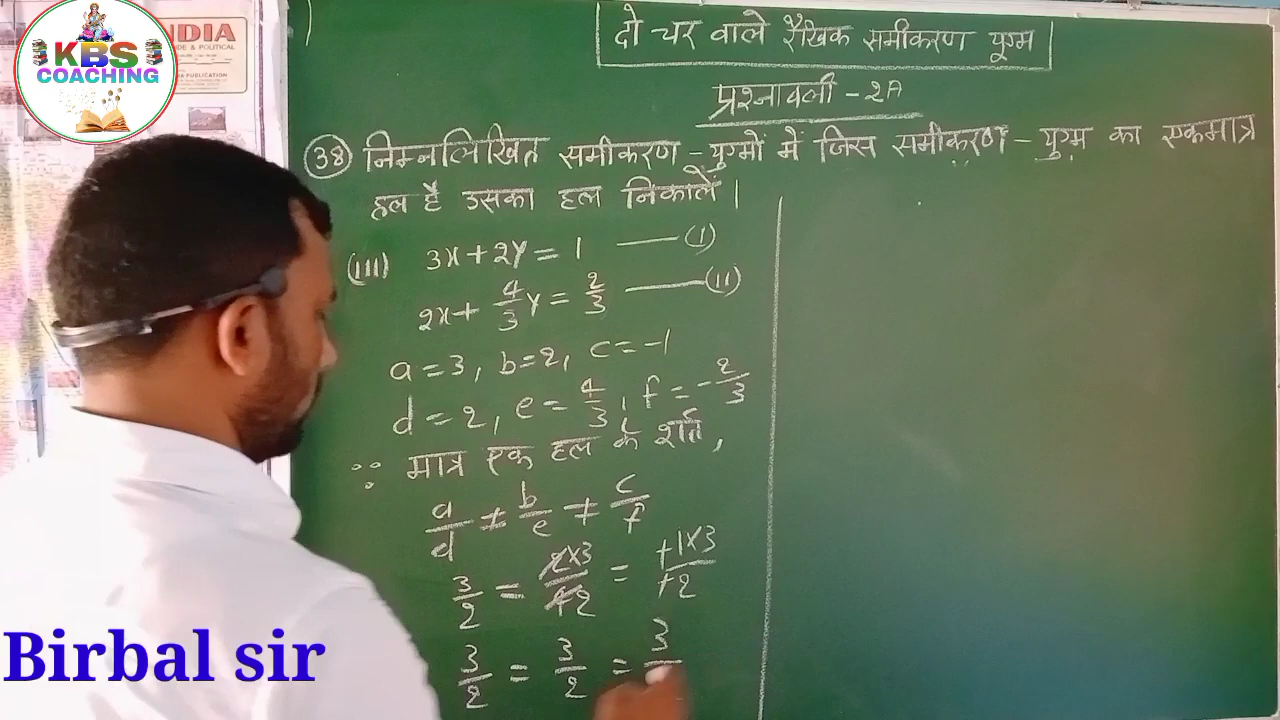 KBS
COACHING
INDIA
दो चर वाले रैखिक समीकरण युग्म
प्रश्नावली - 2A
(38) निम्नलिखित समीकरण - युग्मों में जिस समीकरण - युग्म का एकमात्र
हल है उसका हल निकालें।
(III) 3x + 2y = 1 —— (I)
2x + 4/3 y = 2/3 —— (II)
a = 3, b = 2, c = -1
d = 2, e = 4/3, f = -2/3
∵ मात्र एक हल के शर्त,
a/d ≠ b/e ≠ c/f
3/2 = 2×3/42 = +1×3/+2
3/2 = 3/2 = 3
Birbal sir